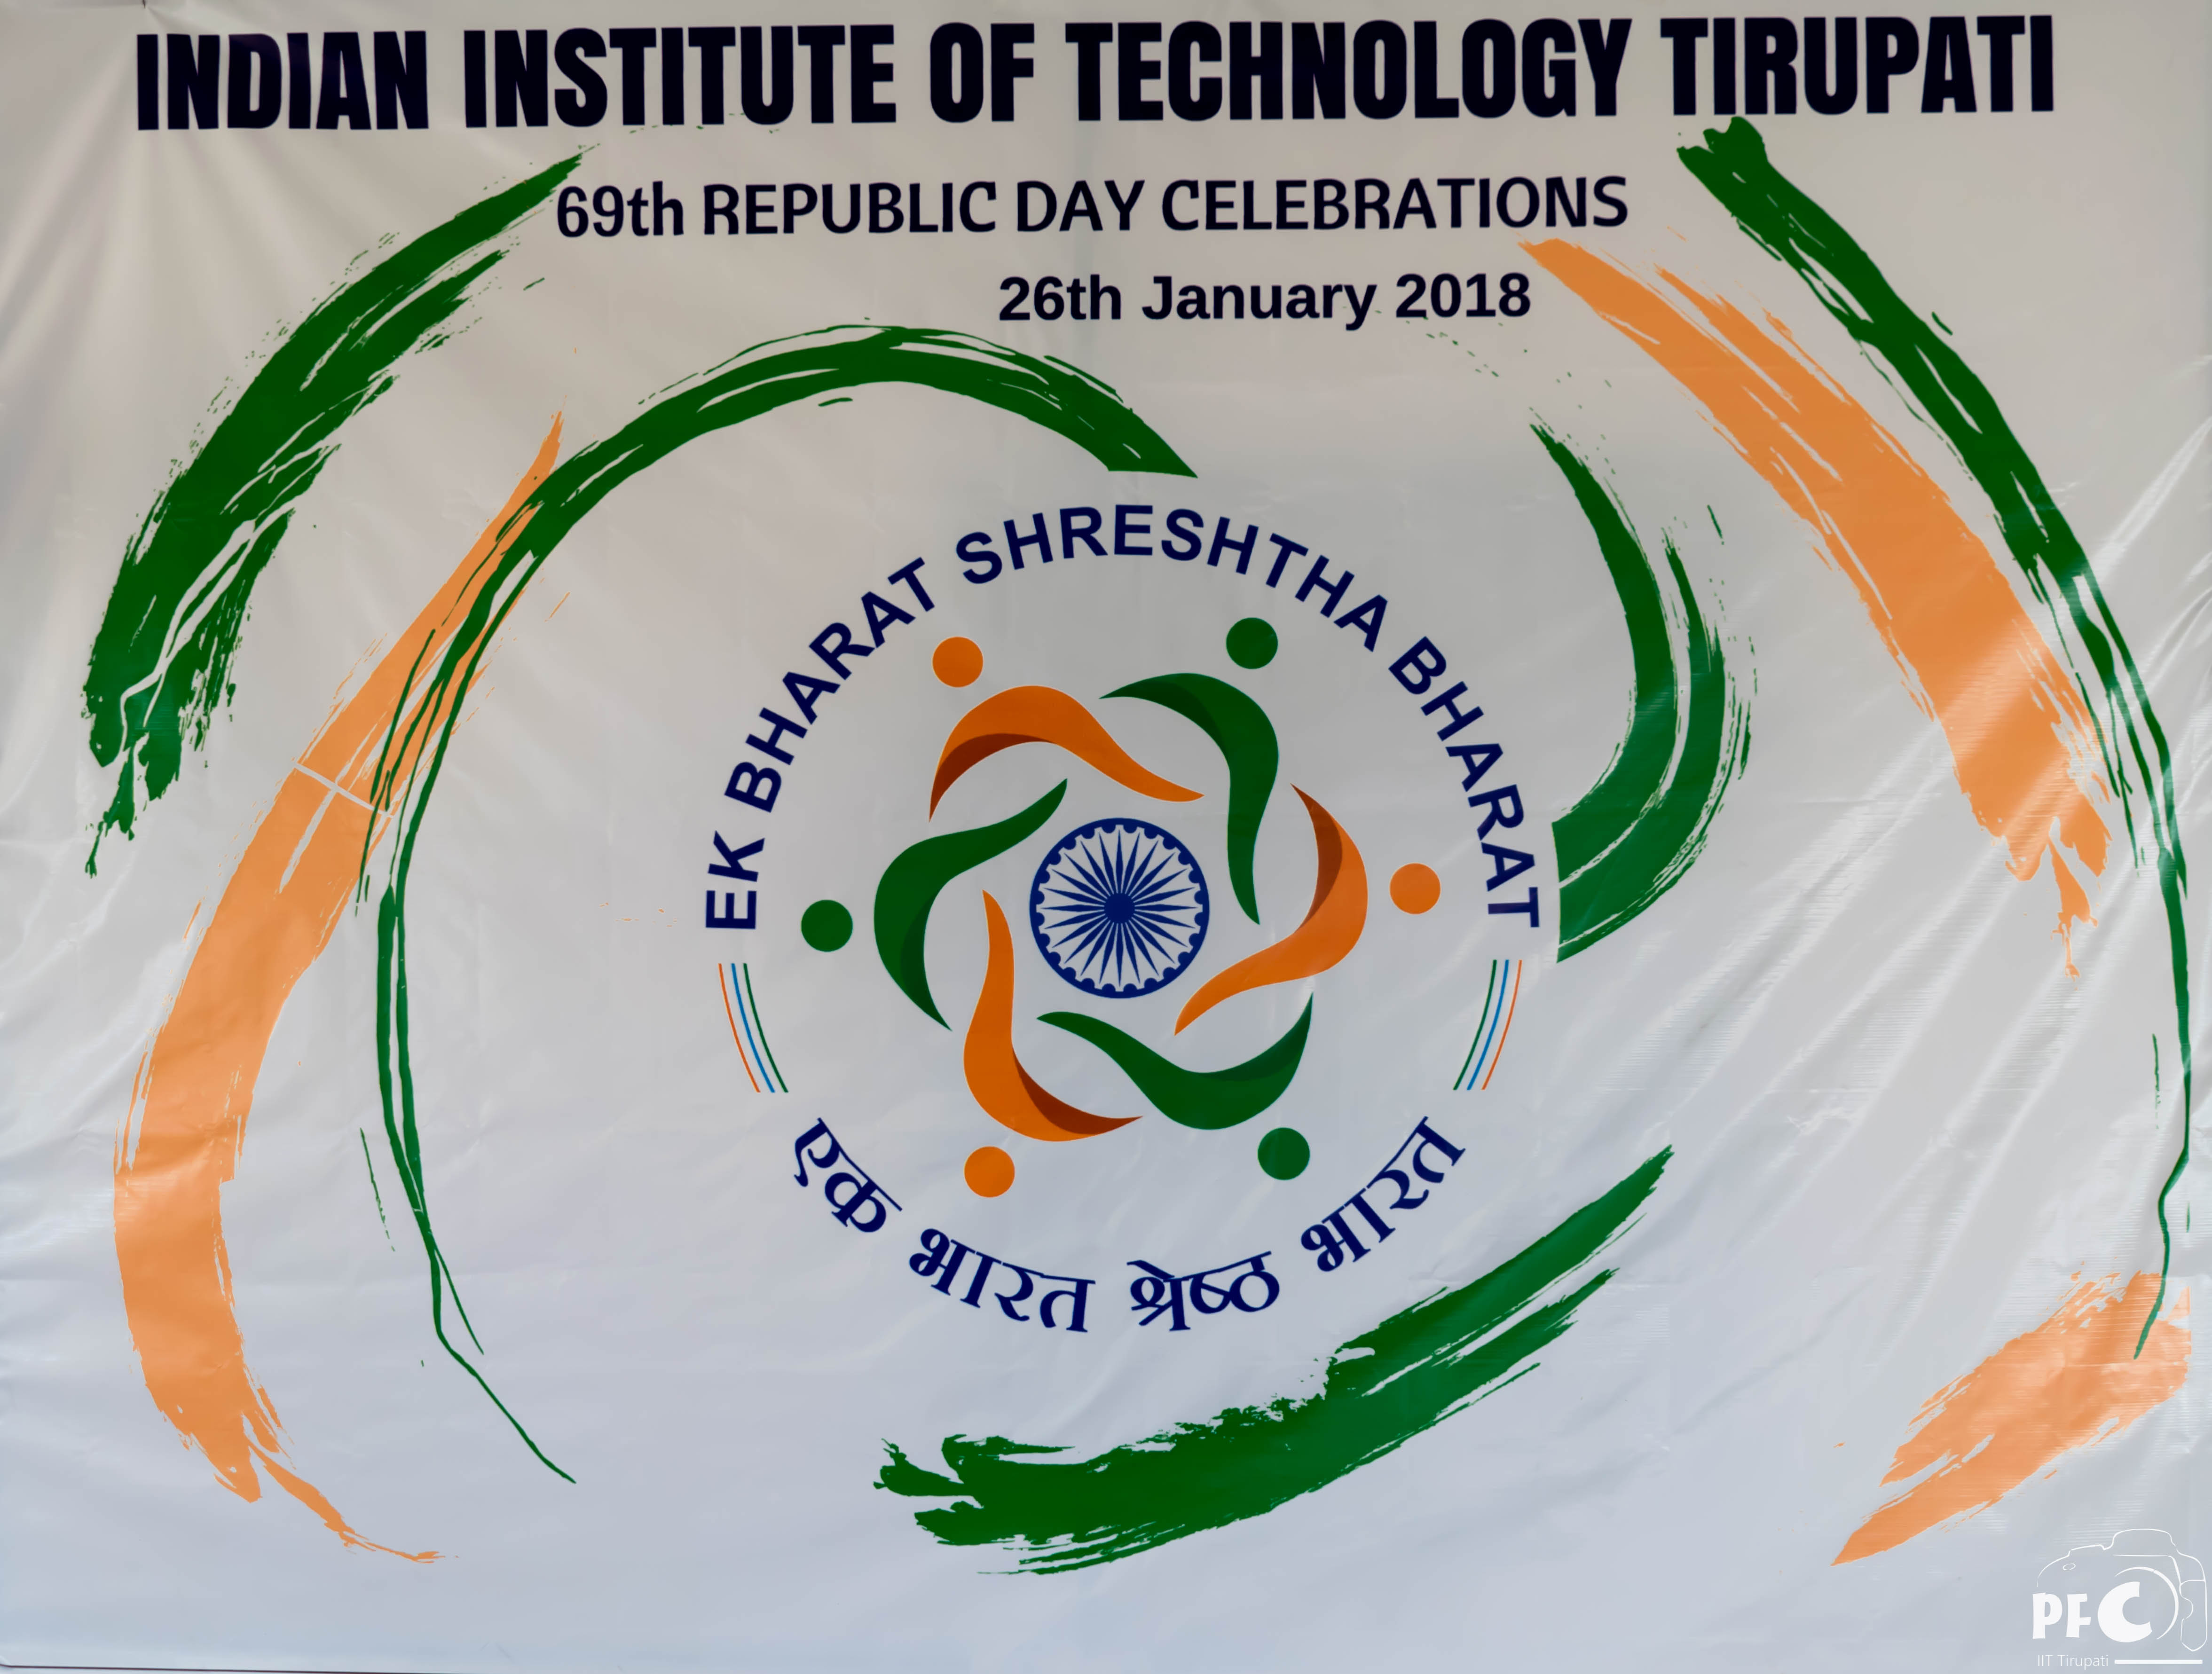 INDIAN INSTITUTE OF TECHNOLOGY TIRUPATI
69th REPUBLIC DAY CELEBRATIONS
26th January 2018
EK BHARAT SHRESHTHA BHARAT
एक भारत श्रेष्ठ भारत
PFC
IIT Tirupati